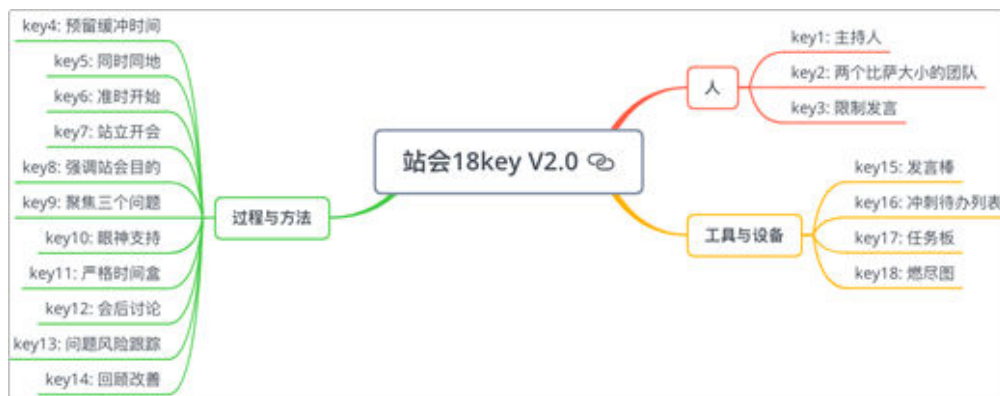 站会18key V2.0
人
key1: 主持人
key2: 两个比萨大小的团队
key3: 限制发言
过程与方法
key4: 预留缓冲时间
key5: 同时同地
key6: 准时开始
key7: 站立开会
key8: 强调站会目的
key9: 聚焦三个问题
key10: 眼神支持
key11: 严格时间盒
key12: 会后讨论
key13: 问题风险跟踪
key14: 回顾改善
工具与设备
key15: 发言棒
key16: 冲刺待办列表
key17: 任务板
key18: 燃尽图